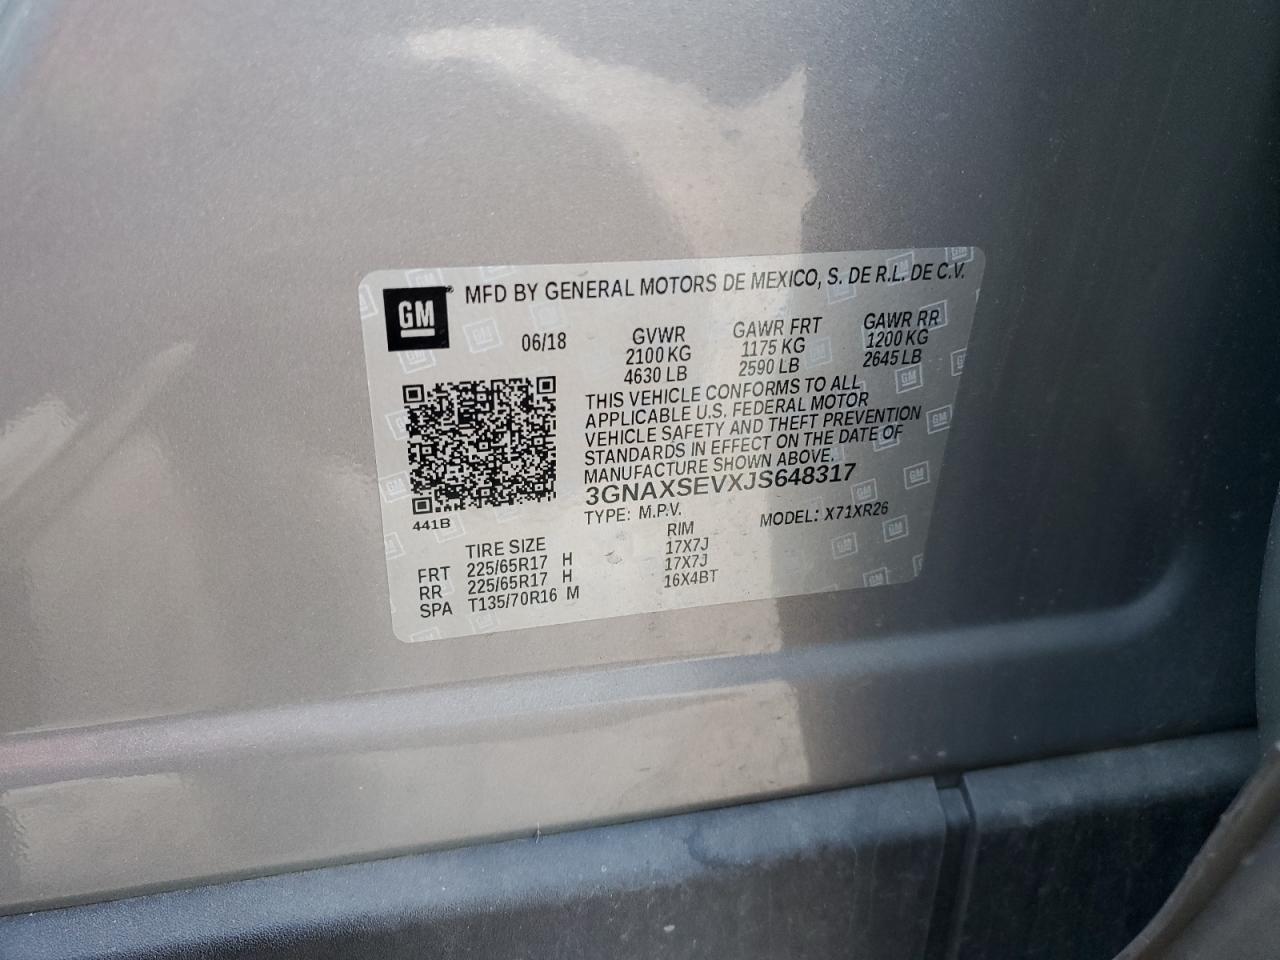 GM
MFD BY GENERAL MOTORS DE MEXICO, S. DE R.L. DE C.V.
06/18 GVWR GAWR FRT GAWR RR
2100 KG 1175 KG 1200 KG
4630 LB 2590 LB 2645 LB
THIS VEHICLE CONFORMS TO ALL
APPLICABLE U.S. FEDERAL MOTOR
VEHICLE SAFETY AND THEFT PREVENTION
STANDARDS IN EFFECT ON THE DATE OF
MANUFACTURE SHOWN ABOVE.
3GNAXSEVXJS648317
441B TYPE: M.P.V. MODEL: X71XR26
TIRE SIZE RIM
FRT 225/65R17 H 17X7J
RR 225/65R17 H 17X7J
SPA T135/70R16 M 16X4BT